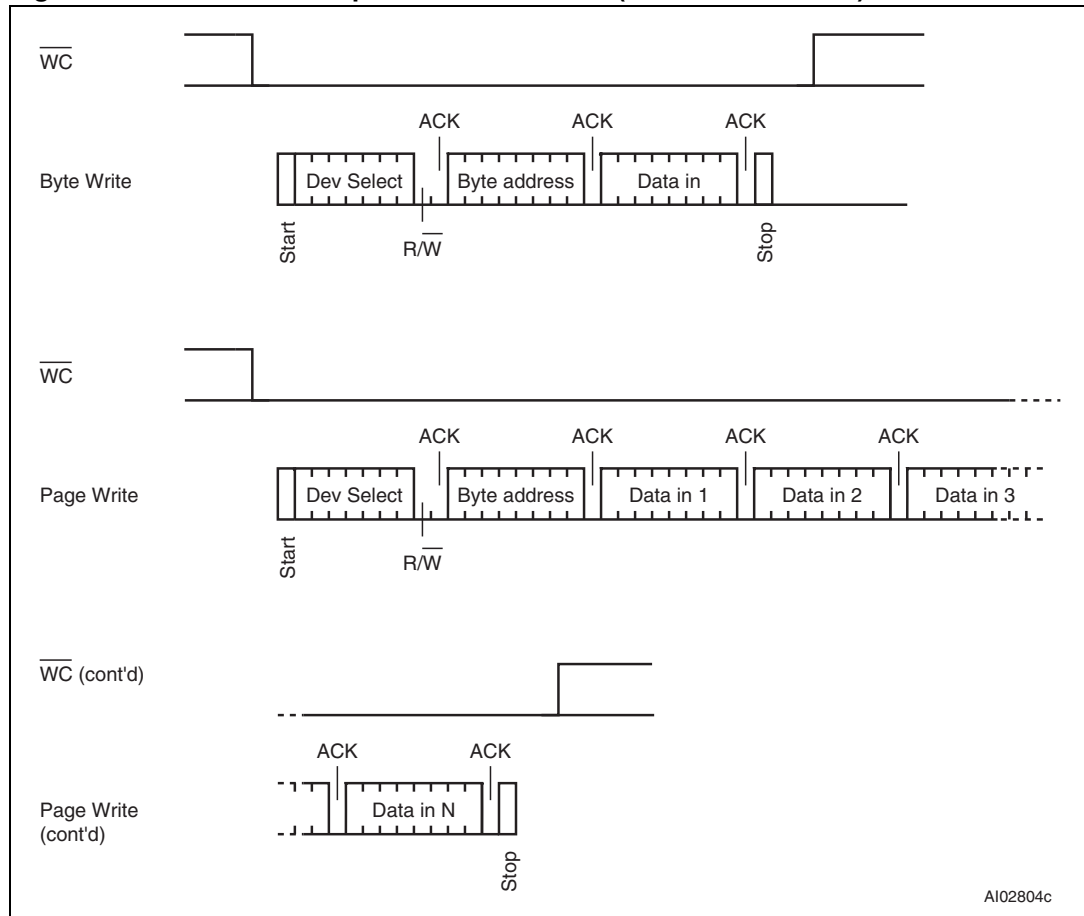 WC
ACK ACK ACK
Byte Write Dev Select Byte address Data in
Start R/W Stop
WC
ACK ACK ACK ACK
Page Write Dev Select Byte address Data in 1 Data in 2 Data in 3
Start R/W
WC (cont'd)
ACK ACK
Page Write Data in N
(cont'd)
Stop
AI02804c